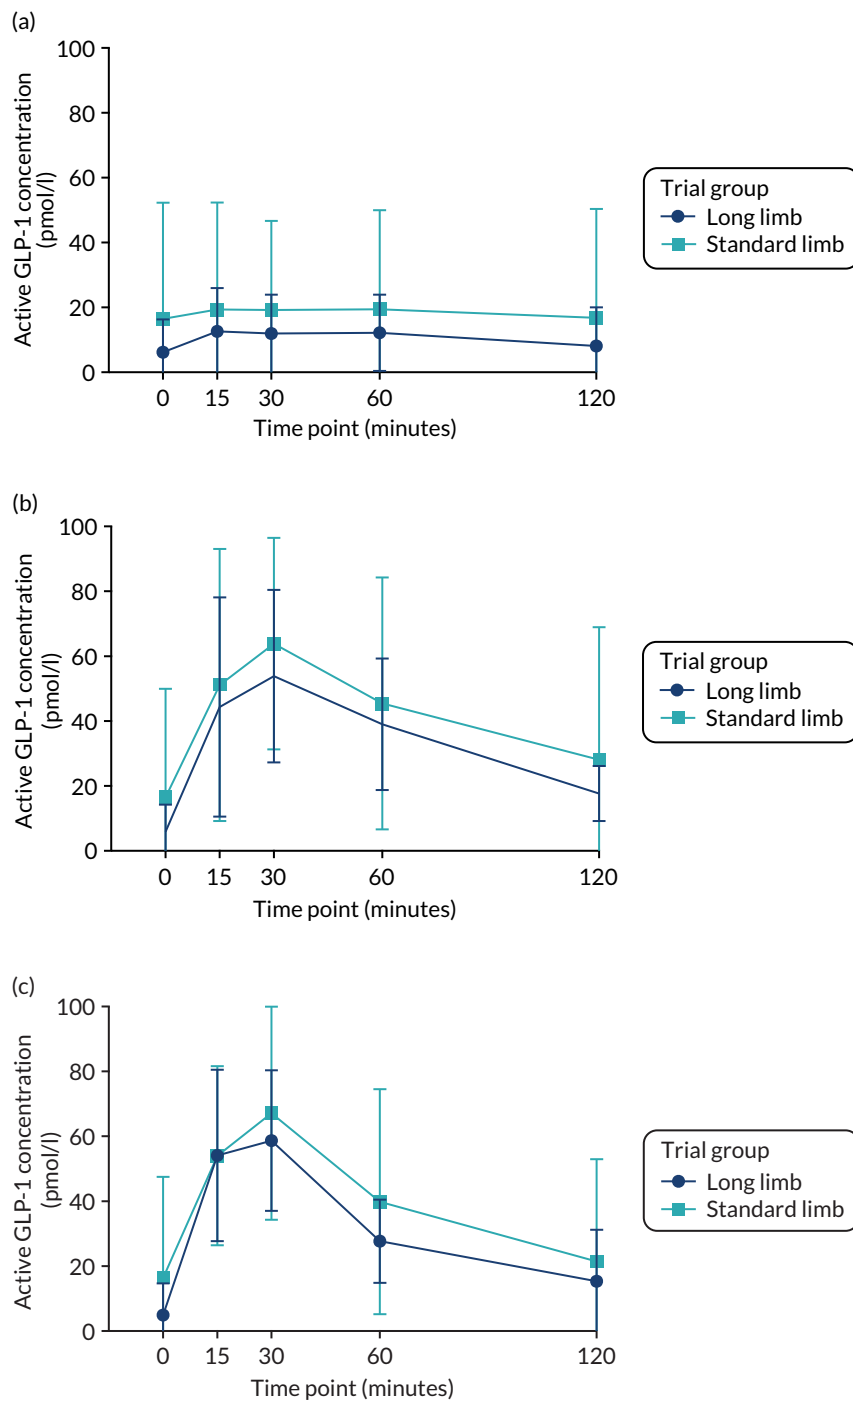 (a)
Active GLP-1 concentration
(pmol/l)
100
80
60
40
20
0
0 15 30 60 120
Time point (minutes)
Trial group
Long limb
Standard limb
(b)
Active GLP-1 concentration
(pmol/l)
100
80
60
40
20
0
0 15 30 60 120
Time point (minutes)
Trial group
Long limb
Standard limb
(c)
Active GLP-1 concentration
(pmol/l)
100
80
60
40
20
0
0 15 30 60 120
Time point (minutes)
Trial group
Long limb
Standard limb